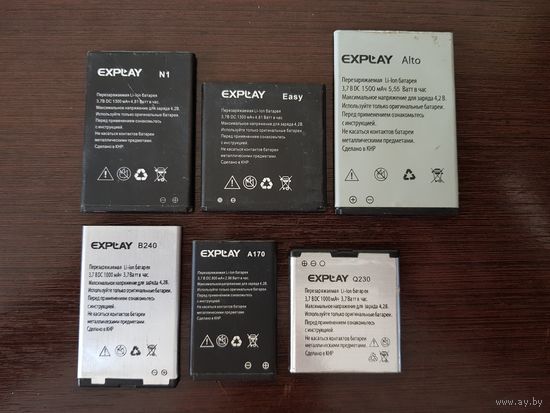 EXPLAY
N1
Перезаряжаемая Li-Ion батарея
3,7В DC 1300 мАч 4,81 Ватт в час
Максимальное напряжение для заряда 4,2В
Используйте только оригинальные батареи.
Перед применением ознакомьтесь
с инструкцией.
Не касаться контактов батареи
металлическими предметами.
Сделано в КНР
EXPLAY
Easy
Перезаряжаемая Li-Ion батарея
3,7В DC 1300 мАч 4,81 Ватт в час
Максимальное напряжение для заряда 4,2В.
Используйте только оригинальные батареи.
Перед применением ознакомьтесь
с инструкцией.
Не касаться контактов батареи
металлическими предметами.
Сделано в КНР
EXPLAY
Alto
Перезаряжаемая Li-Ion батарея
3,7 В DC 1500 мАч 5,55 Ватт в час
Максимальное напряжение для заряда 4,2 В
Используйте только оригинальные батареи.
Перед применением ознакомьтесь
с инструкцией.
Не касаться контактов батареи
металлическими предметами.
Сделано в КНР
EXPLAY
B240
Перезаряжаемая Li-Ion батарея
3,7 В DC 1000 мАч 3,7Ватт в час.
Максимальное напряжение для заряда 4,2В.
Используйте только оригинальные батареи.
Перед применением ознакомьтесь
с инструкцией.
Не касаться контактов батареи
металлическими предметами.
Сделано в КНР
EXPLAY
A170
Перезаряжаемая Li-Ion батарея
3,7В DC 800 мАч 2,96 Ватт в час.
Максимальное напряжение для заряда 4,2В.
Используйте только оригинальные батареи.
Перед применением ознакомьтесь
с инструкцией.
Не касаться контактов батареи
металлическими предметами.
Сделано в КНР
EXPLAY
Q230
Перезаряжаемая Li-Ion батарея
3,7 В DC 1000 мАч 3,7Ватт в час.
Максимальное напряжение для заряда 4,2В.
Используйте только оригинальные батареи.
Перед применением ознакомьтесь
с инструкцией.
Не касаться контактов батареи
металлическими предметами.
Сделано в КНР
www.ay.by